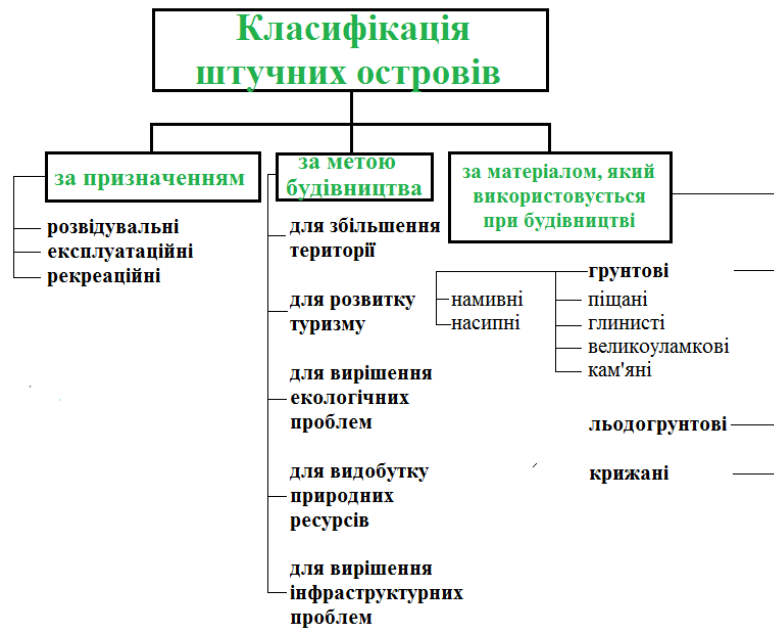 Класифікація
штучних островів
за призначенням
розвідувальні
експлуатаційні
рекреаційні
за метою
будівництва
для збільшення
території
для розвитку
туризму
для вирішення
екологічних
проблем
для видобутку
природних
ресурсів
для вирішення
інфраструктурних
проблем
за матеріалом, який
використовується
при будівництві
грунтові
намивні
насипні
піщані
глинисті
великоуламкові
кам'яні
льодогрунтові
крижані